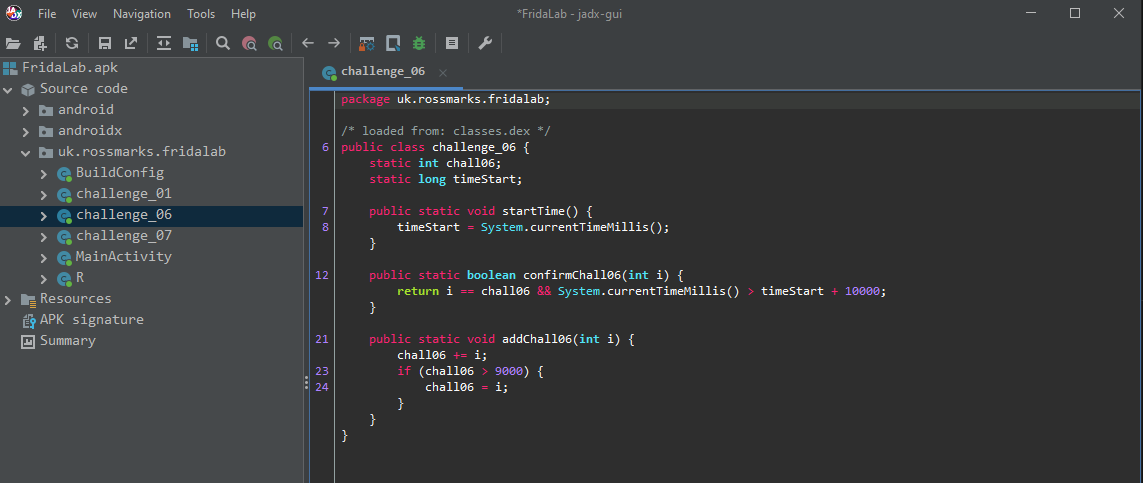 JADX File View Navigation Tools Help *FridaLab - jadx-gui
FridaLab.apk
Source code
android
androidx
uk.rossmarks.fridalab
BuildConfig
challenge_01
challenge_06
challenge_07
MainActivity
R
Resources
APK signature
Summary
challenge_06
package uk.rossmarks.fridalab;
/* loaded from: classes.dex */
6 public class challenge_06 {
static int chall06;
static long timeStart;
7 public static void startTime() {
8 timeStart = System.currentTimeMillis();
}
12 public static boolean confirmChall06(int i) {
return i == chall06 && System.currentTimeMillis() > timeStart + 10000;
}
21 public static void addChall06(int i) {
chall06 += i;
23 if (chall06 > 9000) {
24 chall06 = i;
}
}
}